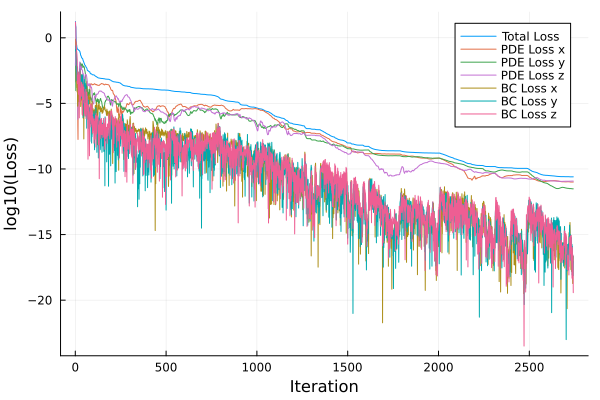 Total Loss
PDE Loss x
PDE Loss y
PDE Loss z
BC Loss x
BC Loss y
BC Loss z
log10(Loss)
0
−5
−10
−15
−20
0 500 1000 1500 2000 2500
Iteration